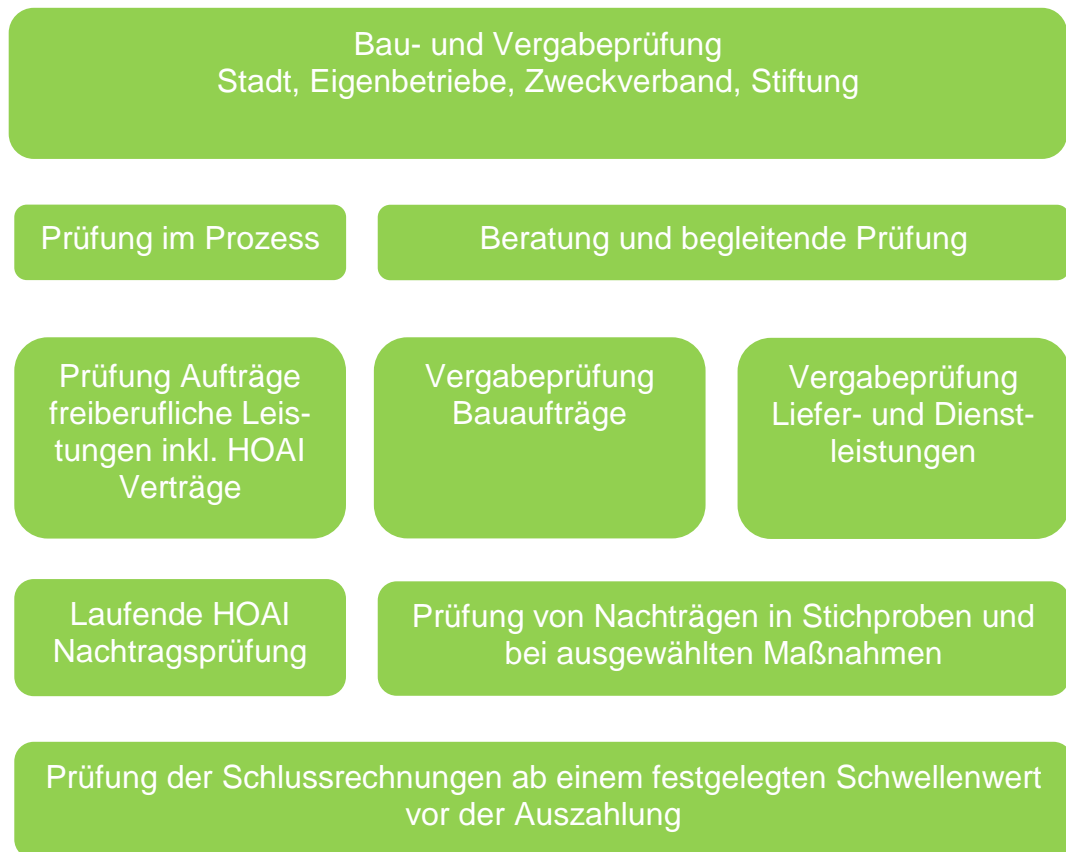 Bau- und Vergabeprüfung
Stadt, Eigenbetriebe, Zweckverband, Stiftung
Prüfung im Prozess
Beratung und begleitende Prüfung
Prüfung Aufträge
freiberufliche Leis-
tungen inkl. HOAI
Verträge
Vergabeprüfung
Bauaufträge
Vergabeprüfung
Liefer- und Dienst-
leistungen
Laufende HOAI
Nachtragsprüfung
Prüfung von Nachträgen in Stichproben und
bei ausgewählten Maßnahmen
Prüfung der Schlussrechnungen ab einem festgelegten Schwellenwert
vor der Auszahlung